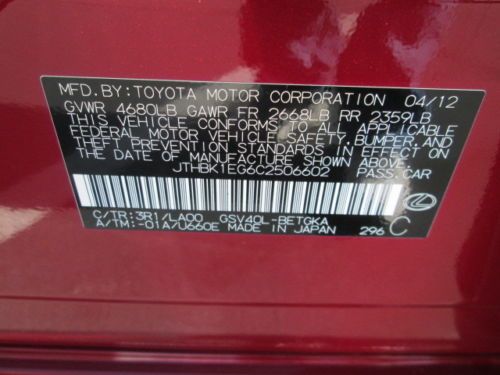 MFD.BY:TOYOTA MOTOR CORPORATION 04/12
GVWR 4680LB GAWR FR 2668LB RR 2359LB
THIS VEHICLE CONFORMS TO ALL APPLICABLE
FEDERAL MOTOR VEHICLE SAFETY, BUMPER, AND
THEFT PREVENTION STANDARDS IN EFFECT ON
THE DATE OF MANUFACTURE SHOWN ABOVE.
JTHBK1EG6C2506602 PASS.CAR
C/TR:3R1/LA00 GSV40L-BETGKA
A/TM:-01A/U660E MADE IN JAPAN 296 C